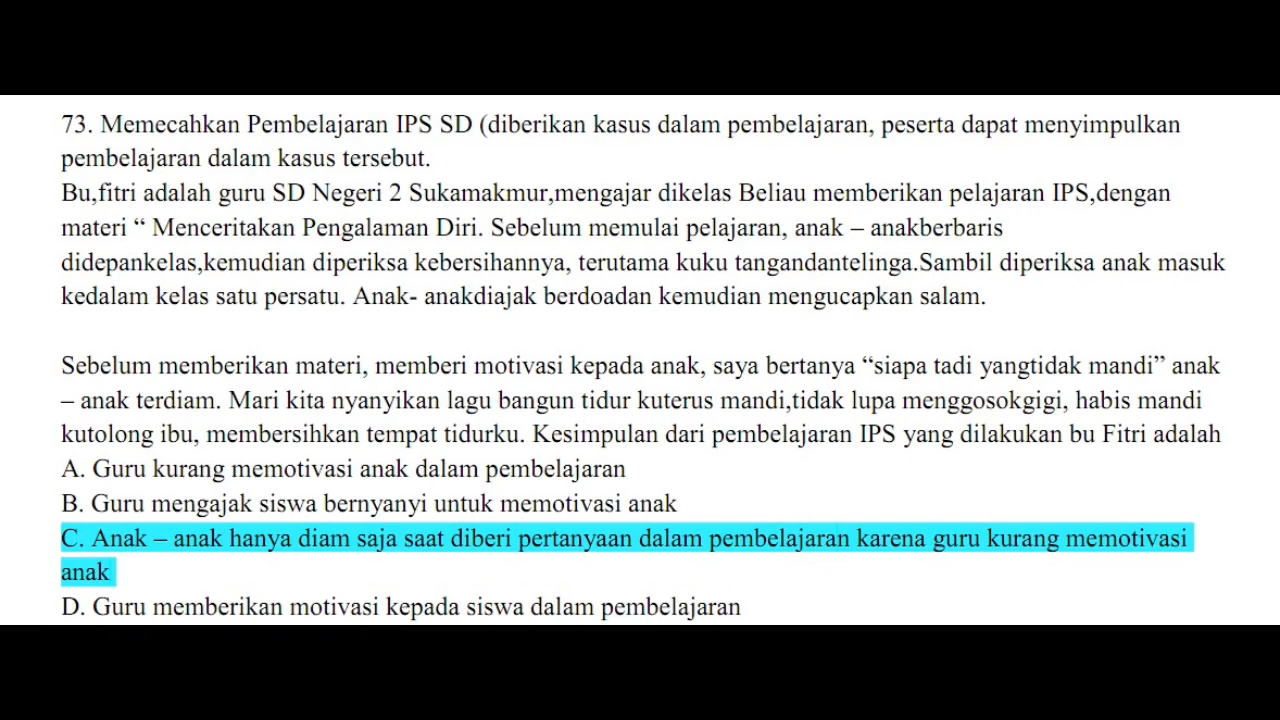 73. Memecahkan Pembelajaran IPS SD (diberikan kasus dalam pembelajaran, peserta dapat menyimpulkan
pembelajaran dalam kasus tersebut.
Bu,fitri adalah guru SD Negeri 2 Sukamakmur,mengajar dikelas Beliau memberikan pelajaran IPS,dengan
materi “ Menceritakan Pengalaman Diri. Sebelum memulai pelajaran, anak – anakberbaris
didepankelas,kemudian diperiksa kebersihannya, terutama kuku tangandantelinga.Sambil diperiksa anak masuk
kedalam kelas satu persatu. Anak- anakdiajak berdoadan kemudian mengucapkan salam.
Sebelum memberikan materi, memberi motivasi kepada anak, saya bertanya “siapa tadi yangtidak mandi” anak
– anak terdiam. Mari kita nyanyikan lagu bangun tidur kuterus mandi,tidak lupa menggosokgigi, habis mandi
kutolong ibu, membersihkan tempat tidurku. Kesimpulan dari pembelajaran IPS yang dilakukan bu Fitri adalah
A. Guru kurang memotivasi anak dalam pembelajaran
B. Guru mengajak siswa bernyanyi untuk memotivasi anak
C. Anak – anak hanya diam saja saat diberi pertanyaan dalam pembelajaran karena guru kurang memotivasi
anak
D. Guru memberikan motivasi kepada siswa dalam pembelajaran